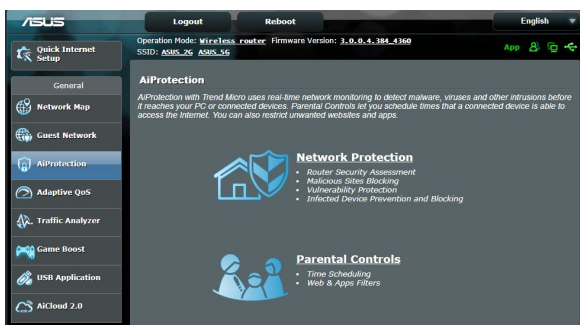 ASUS
Logout
Reboot
English
Quick Internet
Setup
Operation Mode: Wireless router Firmware Version: 3.0.0.4.384_4360
SSID: ASUS_2G ASUS_5G
App
General
Network Map
Guest Network
AiProtection
Adaptive QoS
Traffic Analyzer
Game Boost
USB Application
AiCloud 2.0
AiProtection
AiProtection with Trend Micro uses real-time network monitoring to detect malware, viruses and other intrusions before
it reaches your PC or connected devices. Parental Controls let you schedule times that a connected device is able to
access the Internet. You can also restrict unwanted websites and apps.
Network Protection
• Router Security Assessment
• Malicious Sites Blocking
• Vulnerability Protection
• Infected Device Prevention and Blocking
Parental Controls
• Time Scheduling
• Web & Apps Filters